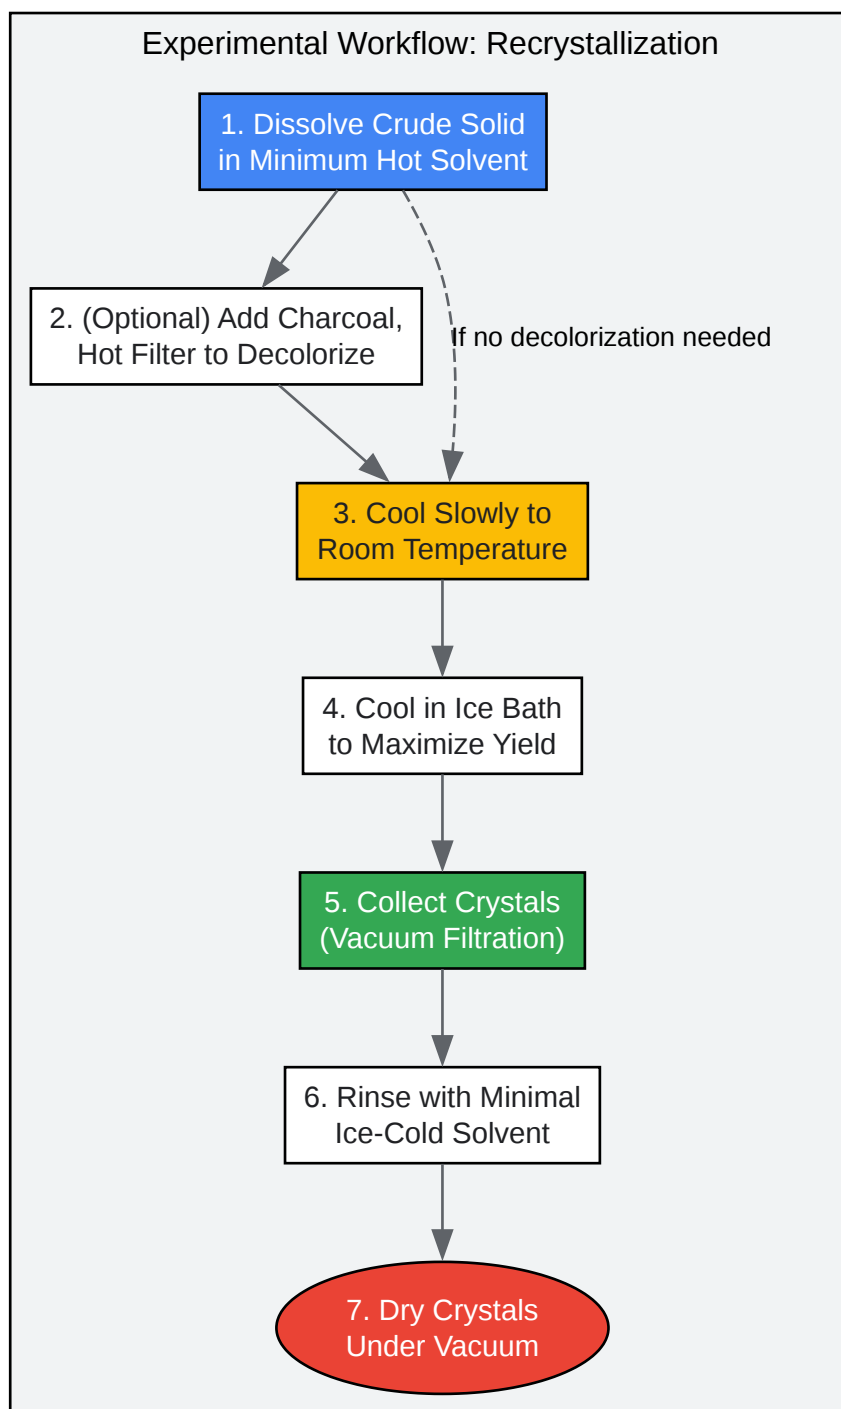 Experimental Workflow: Recrystallization
1. Dissolve Crude Solid
in Minimum Hot Solvent
2. (Optional) Add Charcoal,
Hot Filter to Decolorize
If no decolorization needed
3. Cool Slowly to
Room Temperature
4. Cool in Ice Bath
to Maximize Yield
5. Collect Crystals
(Vacuum Filtration)
6. Rinse with Minimal
Ice-Cold Solvent
7. Dry Crystals
Under Vacuum